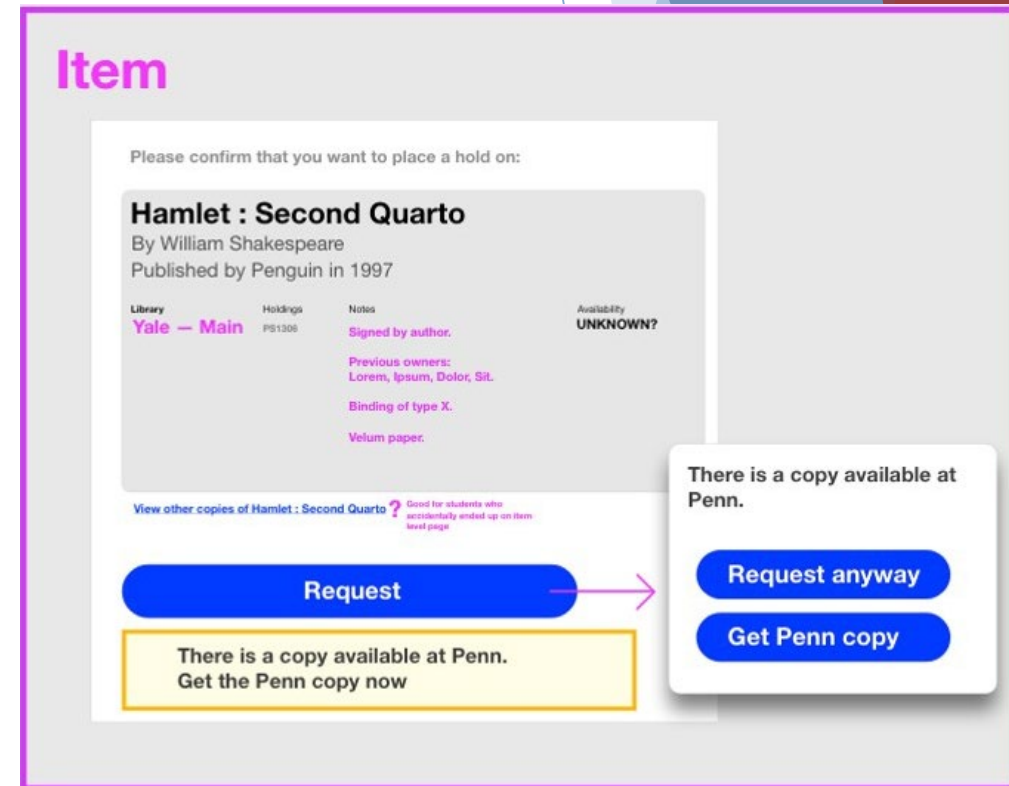 Item
Please confirm that you want to place a hold on:
Hamlet : Second Quarto
By William Shakespeare
Published by Penguin in 1997
Library
Holdings
Notes
Availability
Yale — Main
PS1306
Signed by author.
UNKNOWN?
Previous owners:
Lorem, Ipsum, Dolor, Sit.
Binding of type X.
Velum paper.
View other copies of Hamlet : Second Quarto
? Good for students who
accidentally ended up on item
level page
Request
There is a copy available at Penn.
Get the Penn copy now
There is a copy available at
Penn.
Request anyway
Get Penn copy